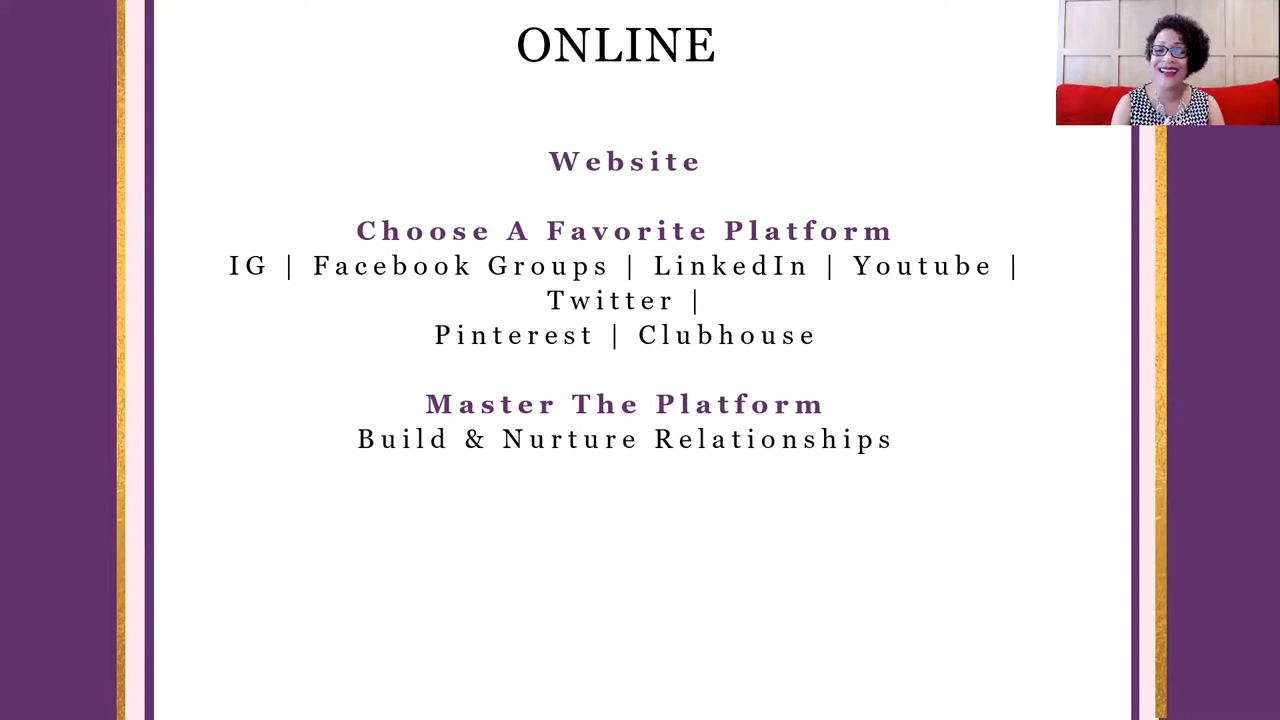 ONLINE
Website
Choose A Favorite Platform
IG | Facebook Groups | LinkedIn | Youtube |
Twitter |
Pinterest | Clubhouse
Master The Platform
Build & Nurture Relationships